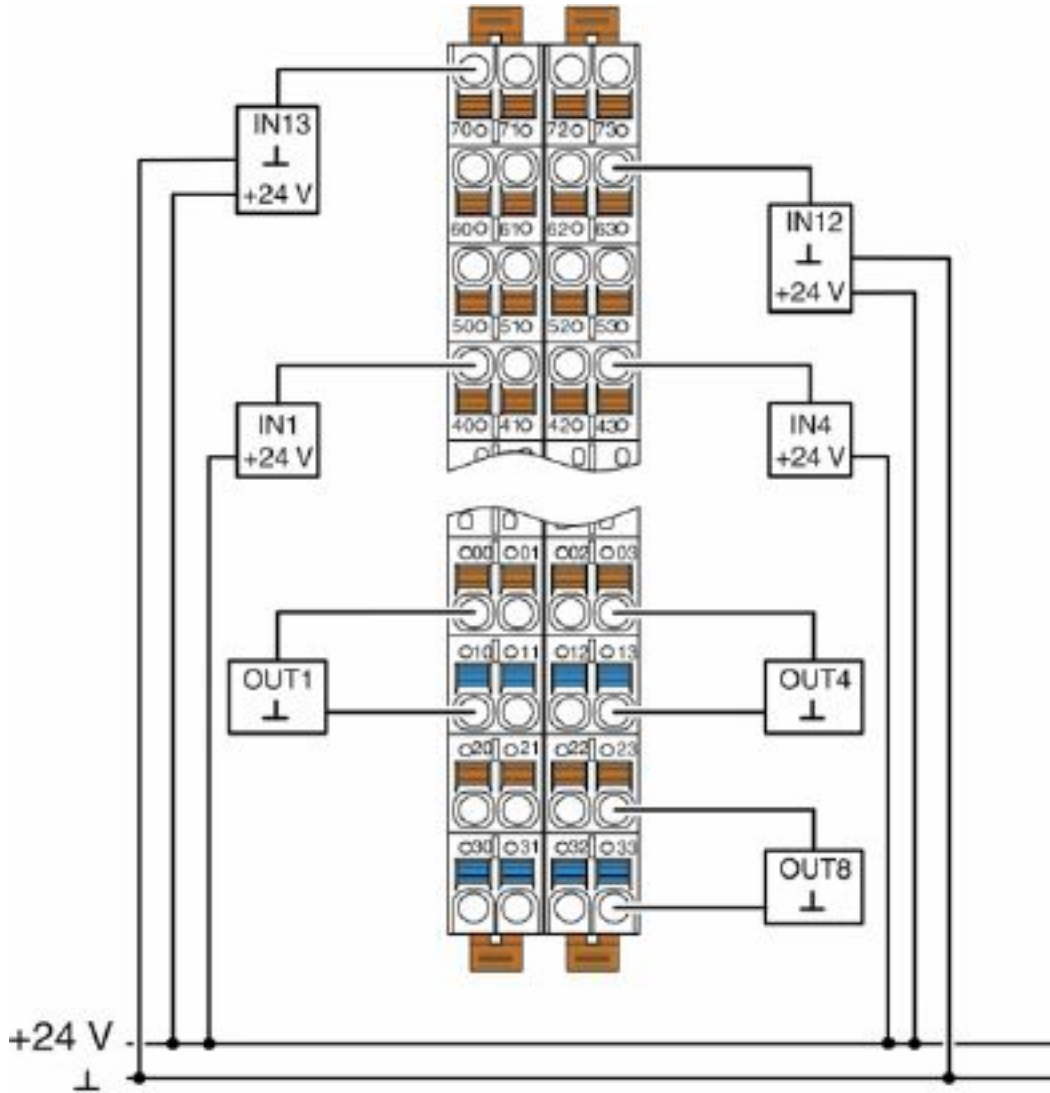 70 71 72 73
IN13
⊥
+24 V
60 61 62 63
IN12
⊥
+24 V
50 51 52 53
IN1
+24 V
40 41 42 43
IN4
+24 V
00 01 02 03
10 11 12 13
OUT1
⊥
OUT4
⊥
20 21 22 23
30 31 32 33
OUT8
⊥
+24 V
⊥